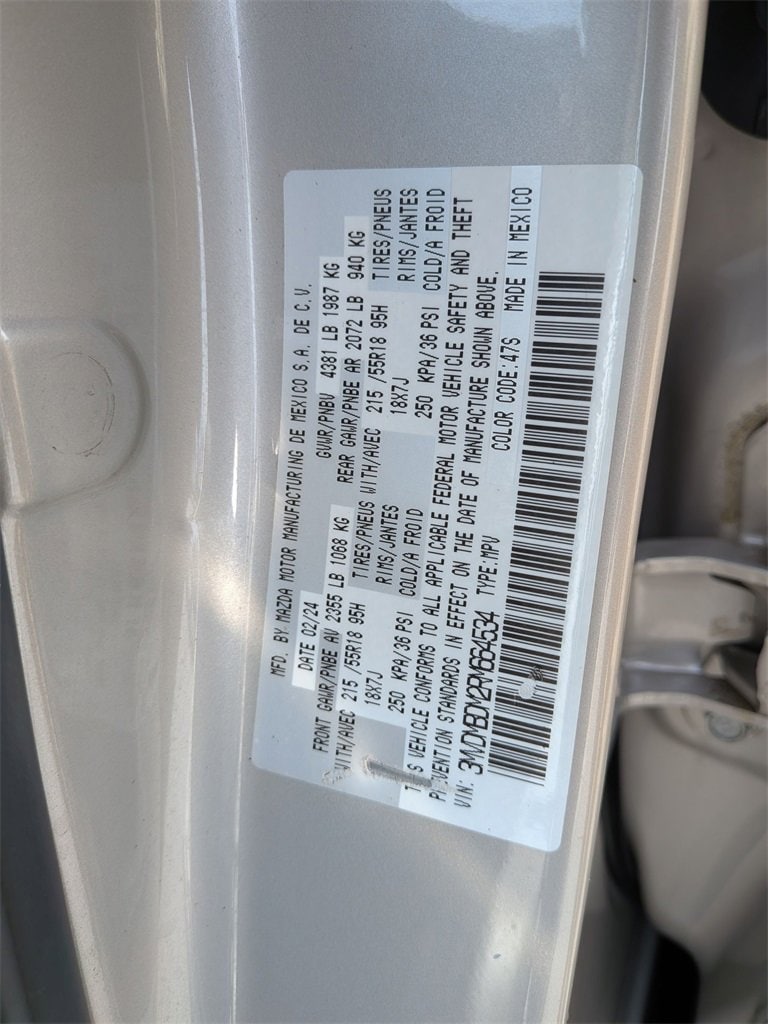 MFD. BY MAZDA MOTOR MANUFACTURING DE MEXICO S.A. DE C.V.
DATE 02/24 GVWR/PNBV 4381 LB 1987 KG
FRONT GAWR/PNBE AV 2355 LB 1068 KG REAR GAWR/PNBE AR 2072 LB 940 KG
WITH/AVEC 215 /55R18 95H TIRES/PNEUS WITH/AVEC 215 /55R18 95H TIRES/PNEUS
18X7J RIMS/JANTES 18X7J RIMS/JANTES
250 KPA/36 PSI COLD/A FROID 250 KPA/36 PSI COLD/A FROID
VEHICLE CONFORMS TO ALL APPLICABLE FEDERAL MOTOR VEHICLE SAFETY AND THEFT
PREVENTION STANDARDS IN EFFECT ON THE DATE OF MANUFACTURE SHOWN ABOVE.
VIN: 3MVDMBDM2RM664534 TYPE:MPV COLOR CODE:47S MADE IN MEXICO